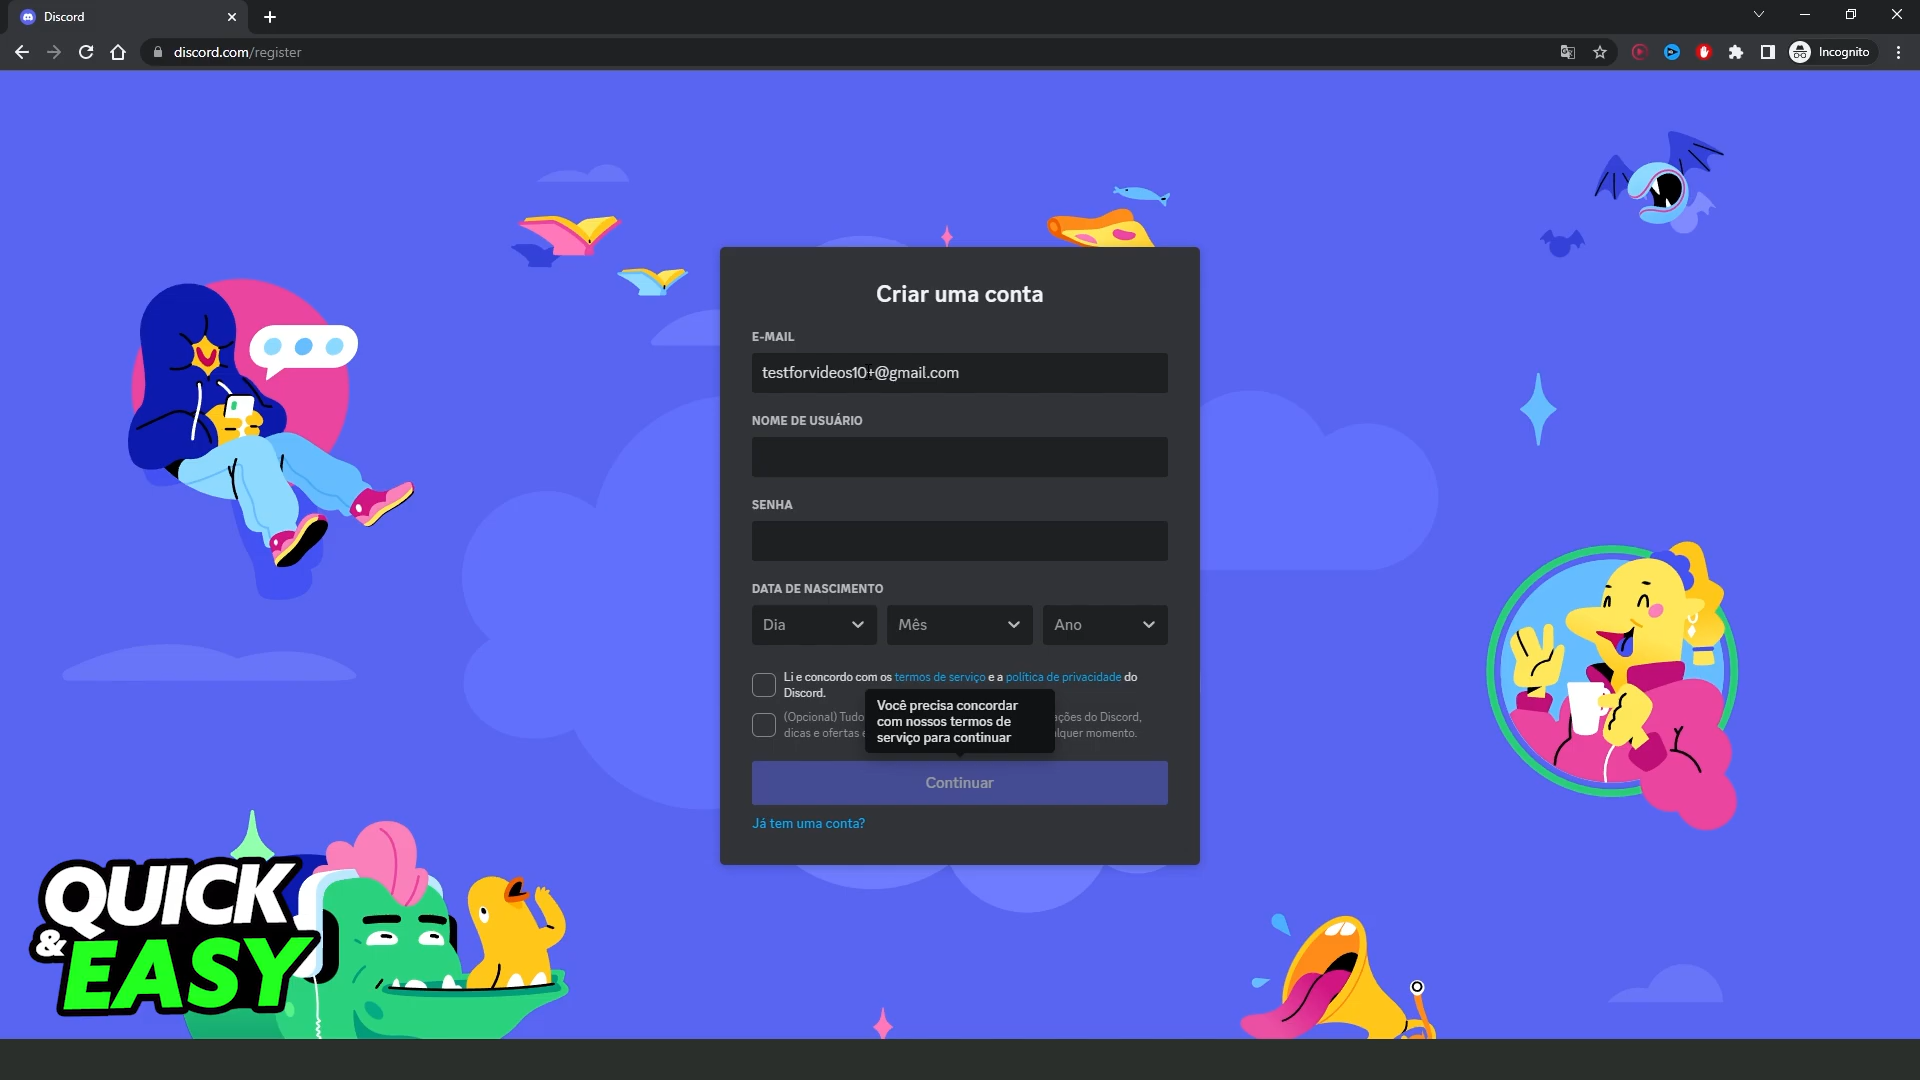 Discord
discord.com/register
Incognito
Criar uma conta
E-MAIL
testforvideos10+@gmail.com
NOME DE USUÁRIO
SENHA
DATA DE NASCIMENTO
Dia
Mês
Ano
Li e concordo com os termos de serviço e a política de privacidade do
Discord.
Você precisa concordar
com nossos termos de
serviço para continuar
(Opcional) Tudo ações do Discord,
dicas e ofertas alquer momento.
Continuar
Já tem uma conta?
QUICK
& EASY